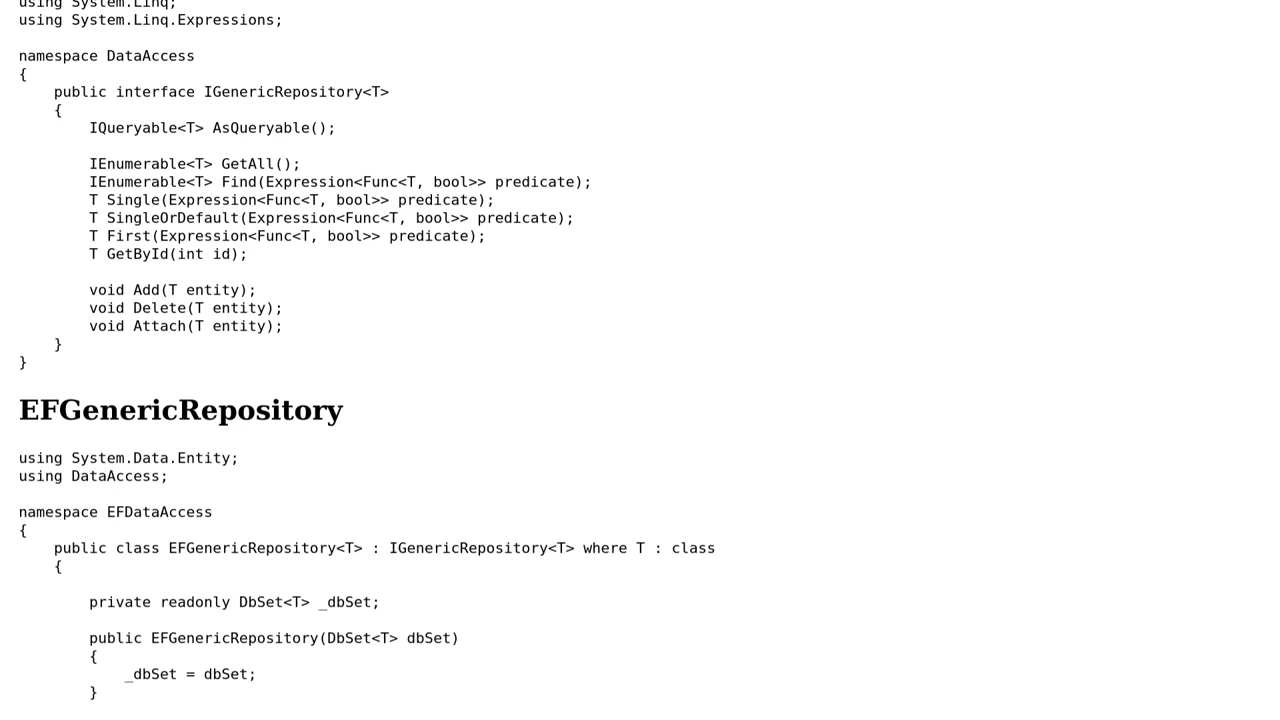 using System.Linq;
using System.Linq.Expressions;
namespace DataAccess
{
    public interface IGenericRepository<T>
    {
        IQueryable<T> AsQueryable();
        IEnumerable<T> GetAll();
        IEnumerable<T> Find(Expression<Func<T, bool>> predicate);
        T Single(Expression<Func<T, bool>> predicate);
        T SingleOrDefault(Expression<Func<T, bool>> predicate);
        T First(Expression<Func<T, bool>> predicate);
        T GetById(int id);
        void Add(T entity);
        void Delete(T entity);
        void Attach(T entity);
    }
}
EFGenericRepository
using System.Data.Entity;
using DataAccess;
namespace EFDataAccess
{
    public class EFGenericRepository<T> : IGenericRepository<T> where T : class
    {
        private readonly DbSet<T> _dbSet;
        public EFGenericRepository(DbSet<T> dbSet)
        {
            _dbSet = dbSet;
        }